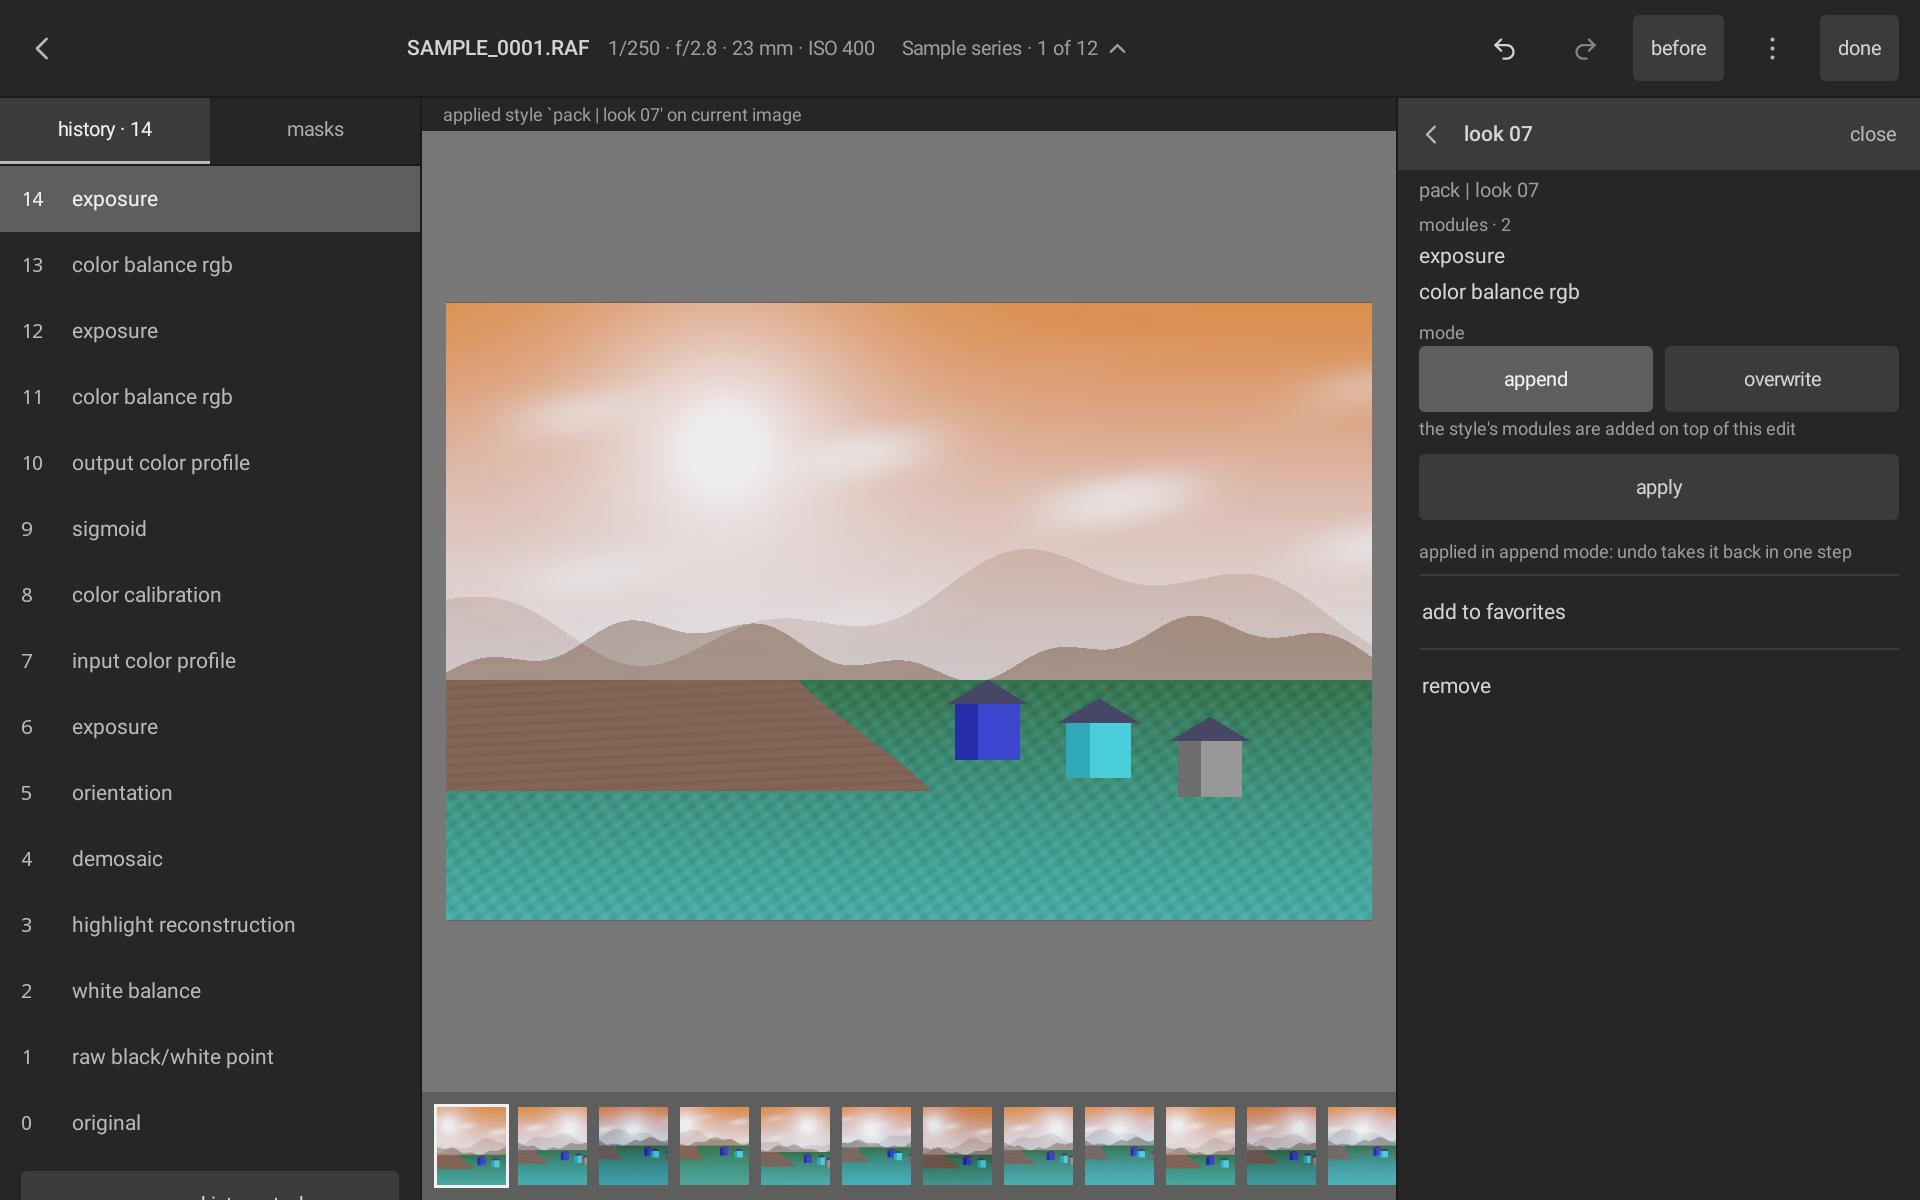 SAMPLE_0001.RAF 1/250 · f/2.8 · 23 mm · ISO 400 Sample series · 1 of 12
before
done
history · 14
masks
14 exposure
13 color balance rgb
12 exposure
11 color balance rgb
10 output color profile
9 sigmoid
8 color calibration
7 input color profile
6 exposure
5 orientation
4 demosaic
3 highlight reconstruction
2 white balance
1 raw black/white point
0 original
applied style `pack | look 07' on current image
look 07
close
pack | look 07
modules · 2
exposure
color balance rgb
mode
append
overwrite
the style's modules are added on top of this edit
apply
applied in append mode: undo takes it back in one step
add to favorites
remove